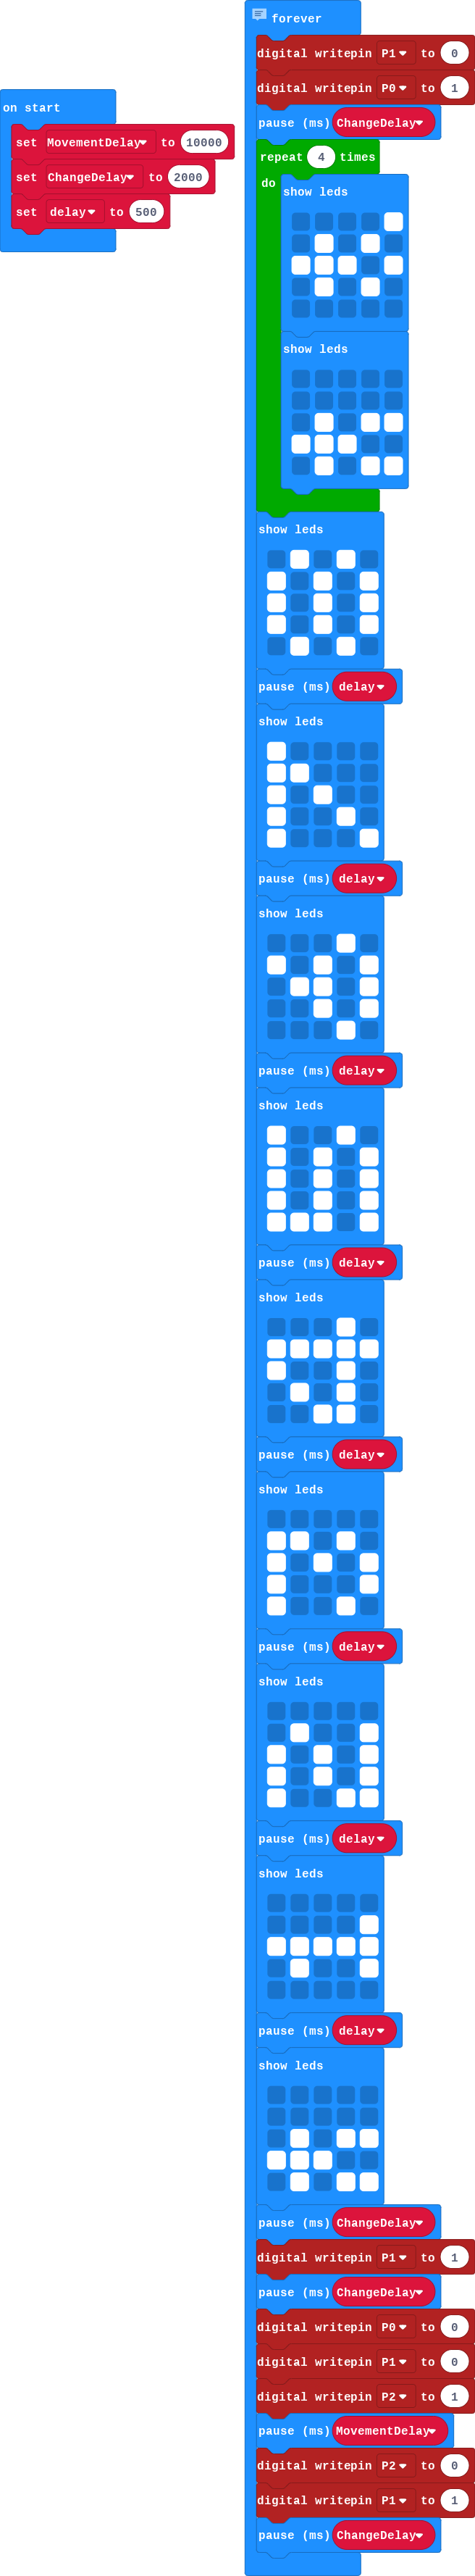 on start
set MovementDelay to 10000
set ChangeDelay to 2000
set delay to 500
forever
digital writepin P1 to 0
digital writepin P0 to 1
pause (ms) ChangeDelay
repeat 4 times
do
show leds
show leds
show leds
pause (ms) delay
show leds
pause (ms) delay
show leds
pause (ms) delay
show leds
pause (ms) delay
show leds
pause (ms) delay
show leds
pause (ms) delay
show leds
pause (ms) delay
show leds
pause (ms) delay
show leds
pause (ms) ChangeDelay
digital writepin P1 to 1
pause (ms) ChangeDelay
digital writepin P0 to 0
digital writepin P1 to 0
digital writepin P2 to 1
pause (ms) MovementDelay
digital writepin P2 to 0
digital writepin P1 to 1
pause (ms) ChangeDelay